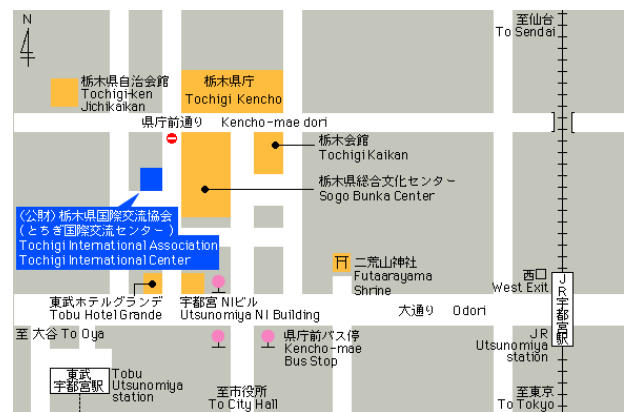 N
至仙台
To Sendai
栃木県自治会館
Tochigi-ken
Jichikaikan
栃木県庁
Tochigi Kencho
県庁前通り Kencho-mae dori
栃木会館
Tochigi Kaikan
栃木県総合文化センター
Sogo Bunka Center
(公財)栃木県国際交流協会
(とちぎ国際交流センター)
Tochigi International Association
Tochigi International Center
二荒山神社
Futaarayama
Shrine
西口
West Exit
東武ホテルグランデ
Tobu Hotel Grande
宇都宮 NIビル
Utsunomiya NI Building
大通り Odori
JR宇都宮駅
至 大谷 To Oya
県庁前バス停
Kencho-mae
Bus Stop
JR
Utsunomiya
station
東武
宇都宮駅
Tobu
Utsunomiya
station
至市役所
To City Hall
至東京
To Tokyo